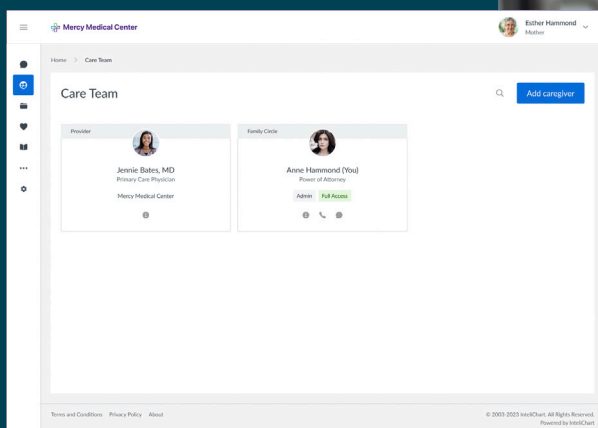 Mercy Medical Center
Esther Hammond
Mother
Home > Care Team
Care Team
Add caregiver
Provider
Jennie Bates, MD
Primary Care Physician
Mercy Medical Center
Family Circle
Anne Hammond (You)
Power of Attorney
Admin Full Access
Terms and Conditions Privacy Policy About
© 2003-2023 InteliChart. All Rights Reserved.
Powered by InteliChart